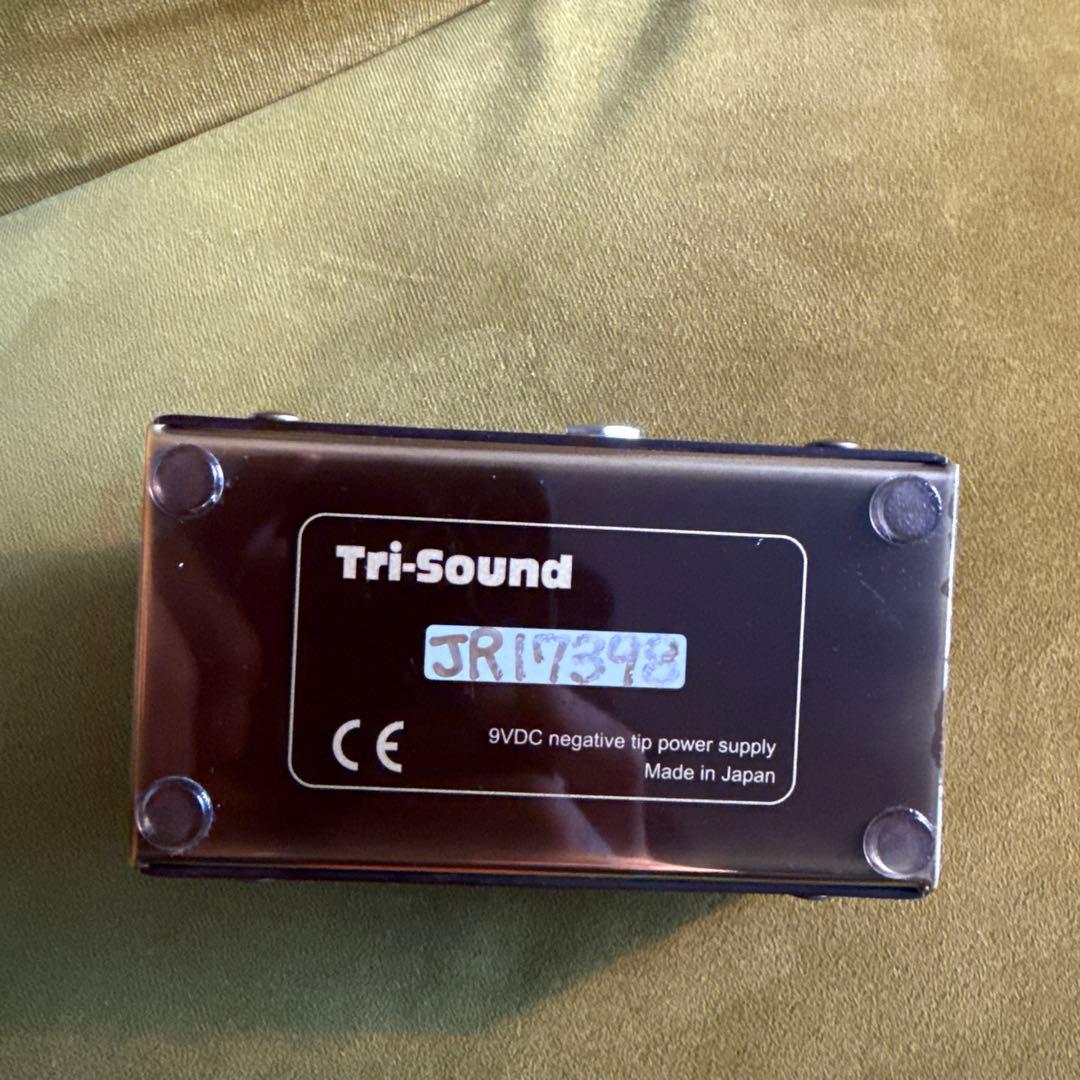 Tri-Sound
JR17398
CE
9VDC negative tip power supply
Made in Japan